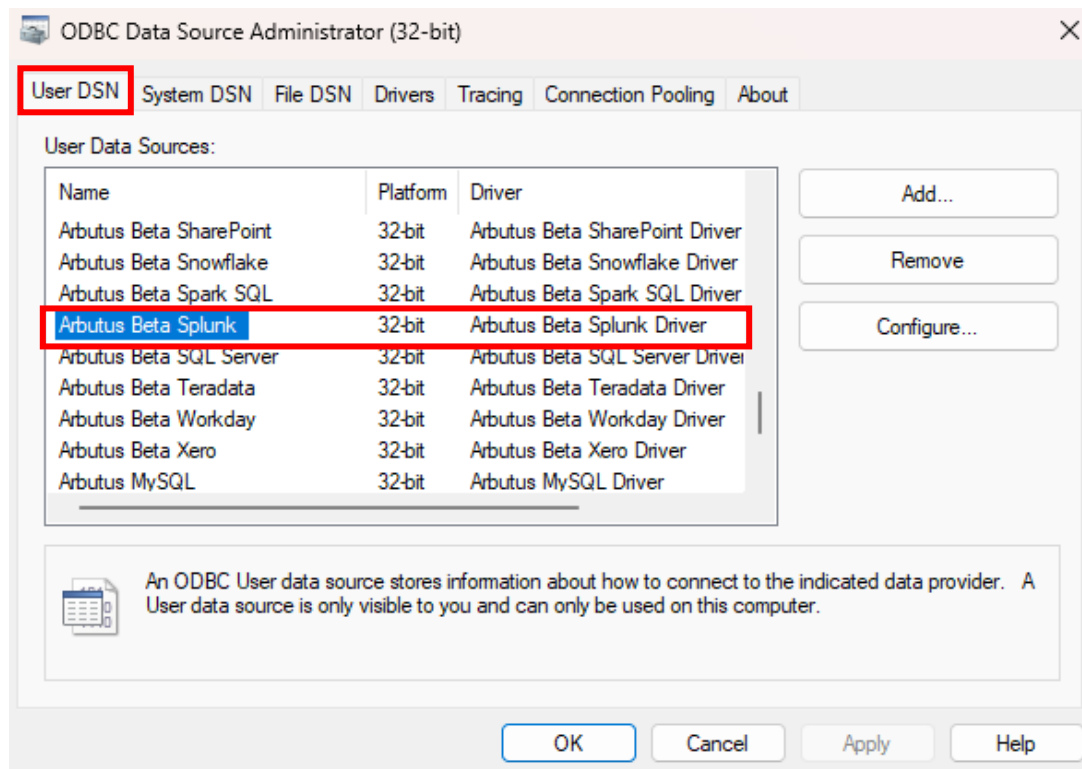 ODBC Data Source Administrator (32-bit)
User DSN System DSN File DSN Drivers Tracing Connection Pooling About
User Data Sources:
Name Platform Driver
Arbutus Beta SharePoint 32-bit Arbutus Beta SharePoint Driver
Arbutus Beta Snowflake 32-bit Arbutus Beta Snowflake Driver
Arbutus Beta Spark SQL 32-bit Arbutus Beta Spark SQL Driver
Arbutus Beta Splunk 32-bit Arbutus Beta Splunk Driver
Arbutus Beta SQL Server 32-bit Arbutus Beta SQL Server Driver
Arbutus Beta Teradata 32-bit Arbutus Beta Teradata Driver
Arbutus Beta Workday 32-bit Arbutus Beta Workday Driver
Arbutus Beta Xero 32-bit Arbutus Beta Xero Driver
Arbutus MySQL 32-bit Arbutus MySQL Driver
Add...
Remove
Configure...
An ODBC User data source stores information about how to connect to the indicated data provider. A
User data source is only visible to you and can only be used on this computer.
OK Cancel Apply Help